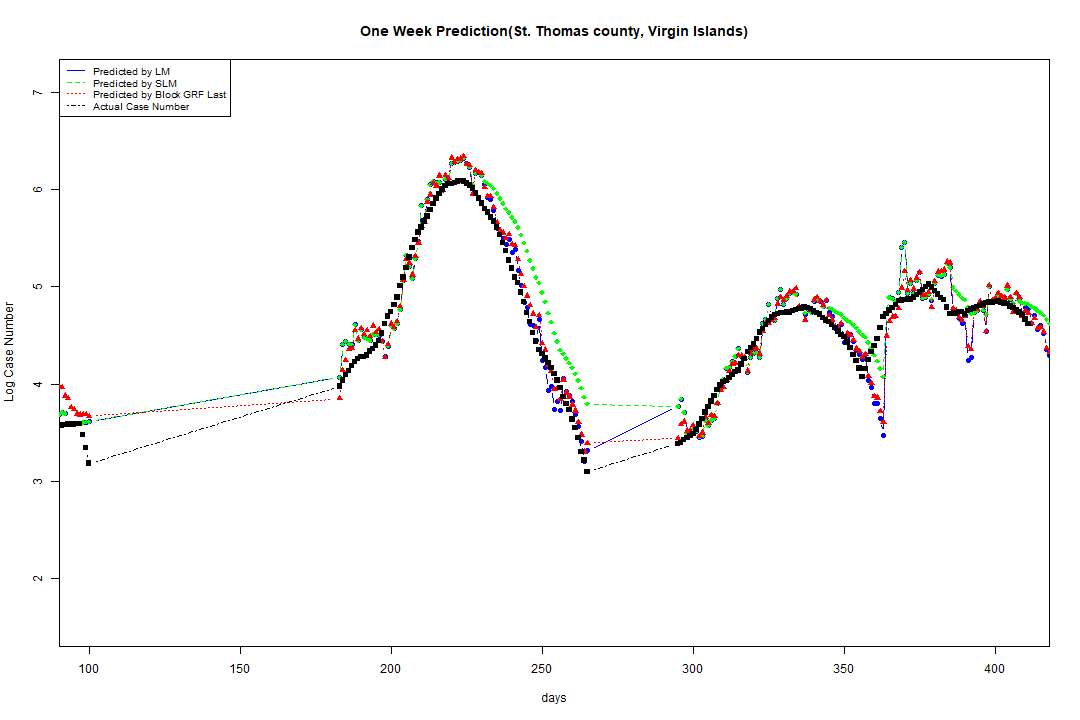 One Week Prediction(St. Thomas county, Virgin Islands)
Predicted by LM
Predicted by SLM
Predicted by Block GRF Last
Actual Case Number
7
6
5
4
3
2
Log Case Number
100 150 200 250 300 350 400
days